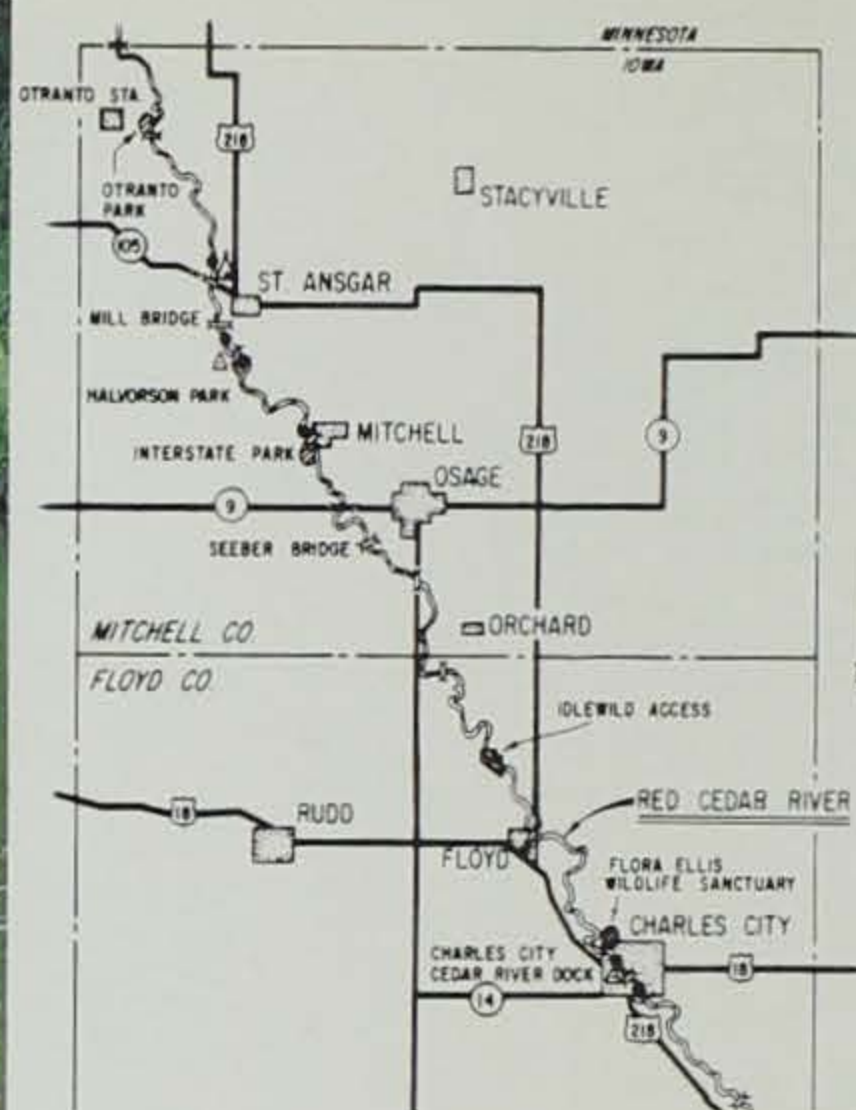 MINNESOTA
IOWA
OTRANTO STA.
218
OTRANTO
PARK
STACYVILLE
105
ST. ANSGAR
MILL BRIDGE
HALVORSON PARK
MITCHELL
218
9
INTERSTATE PARK
OSAGE
9
SEEBER BRIDGE
ORCHARD
MITCHELL CO.
FLOYD CO.
IDLEWILD ACCESS
RED CEDAR RIVER
18
RUDD
FLOYD
FLORA ELLIS
WILDLIFE SANCTUARY
CHARLES CITY
CHARLES CITY
CEDAR RIVER DOCK
18
14
218